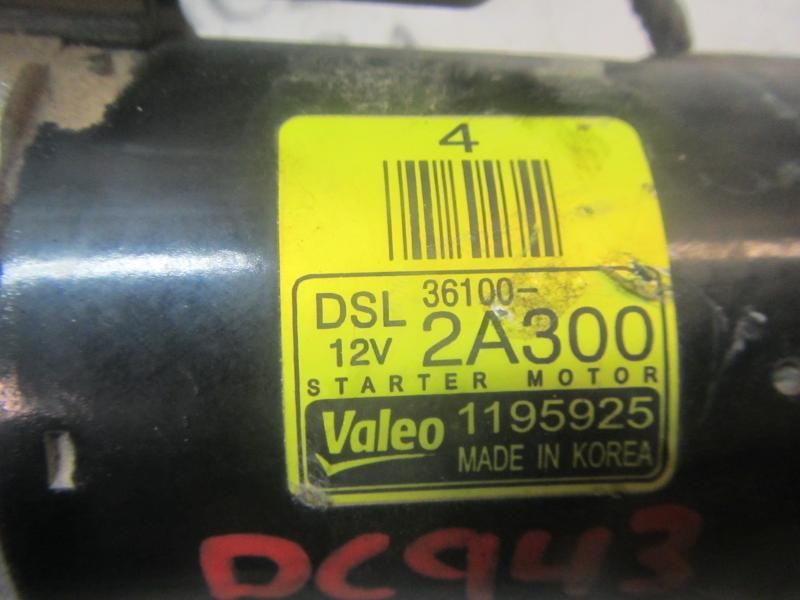 4
DSL 36100-
12V 2A300
STARTER MOTOR
Valeo 1195925
MADE IN KOREA
DC943